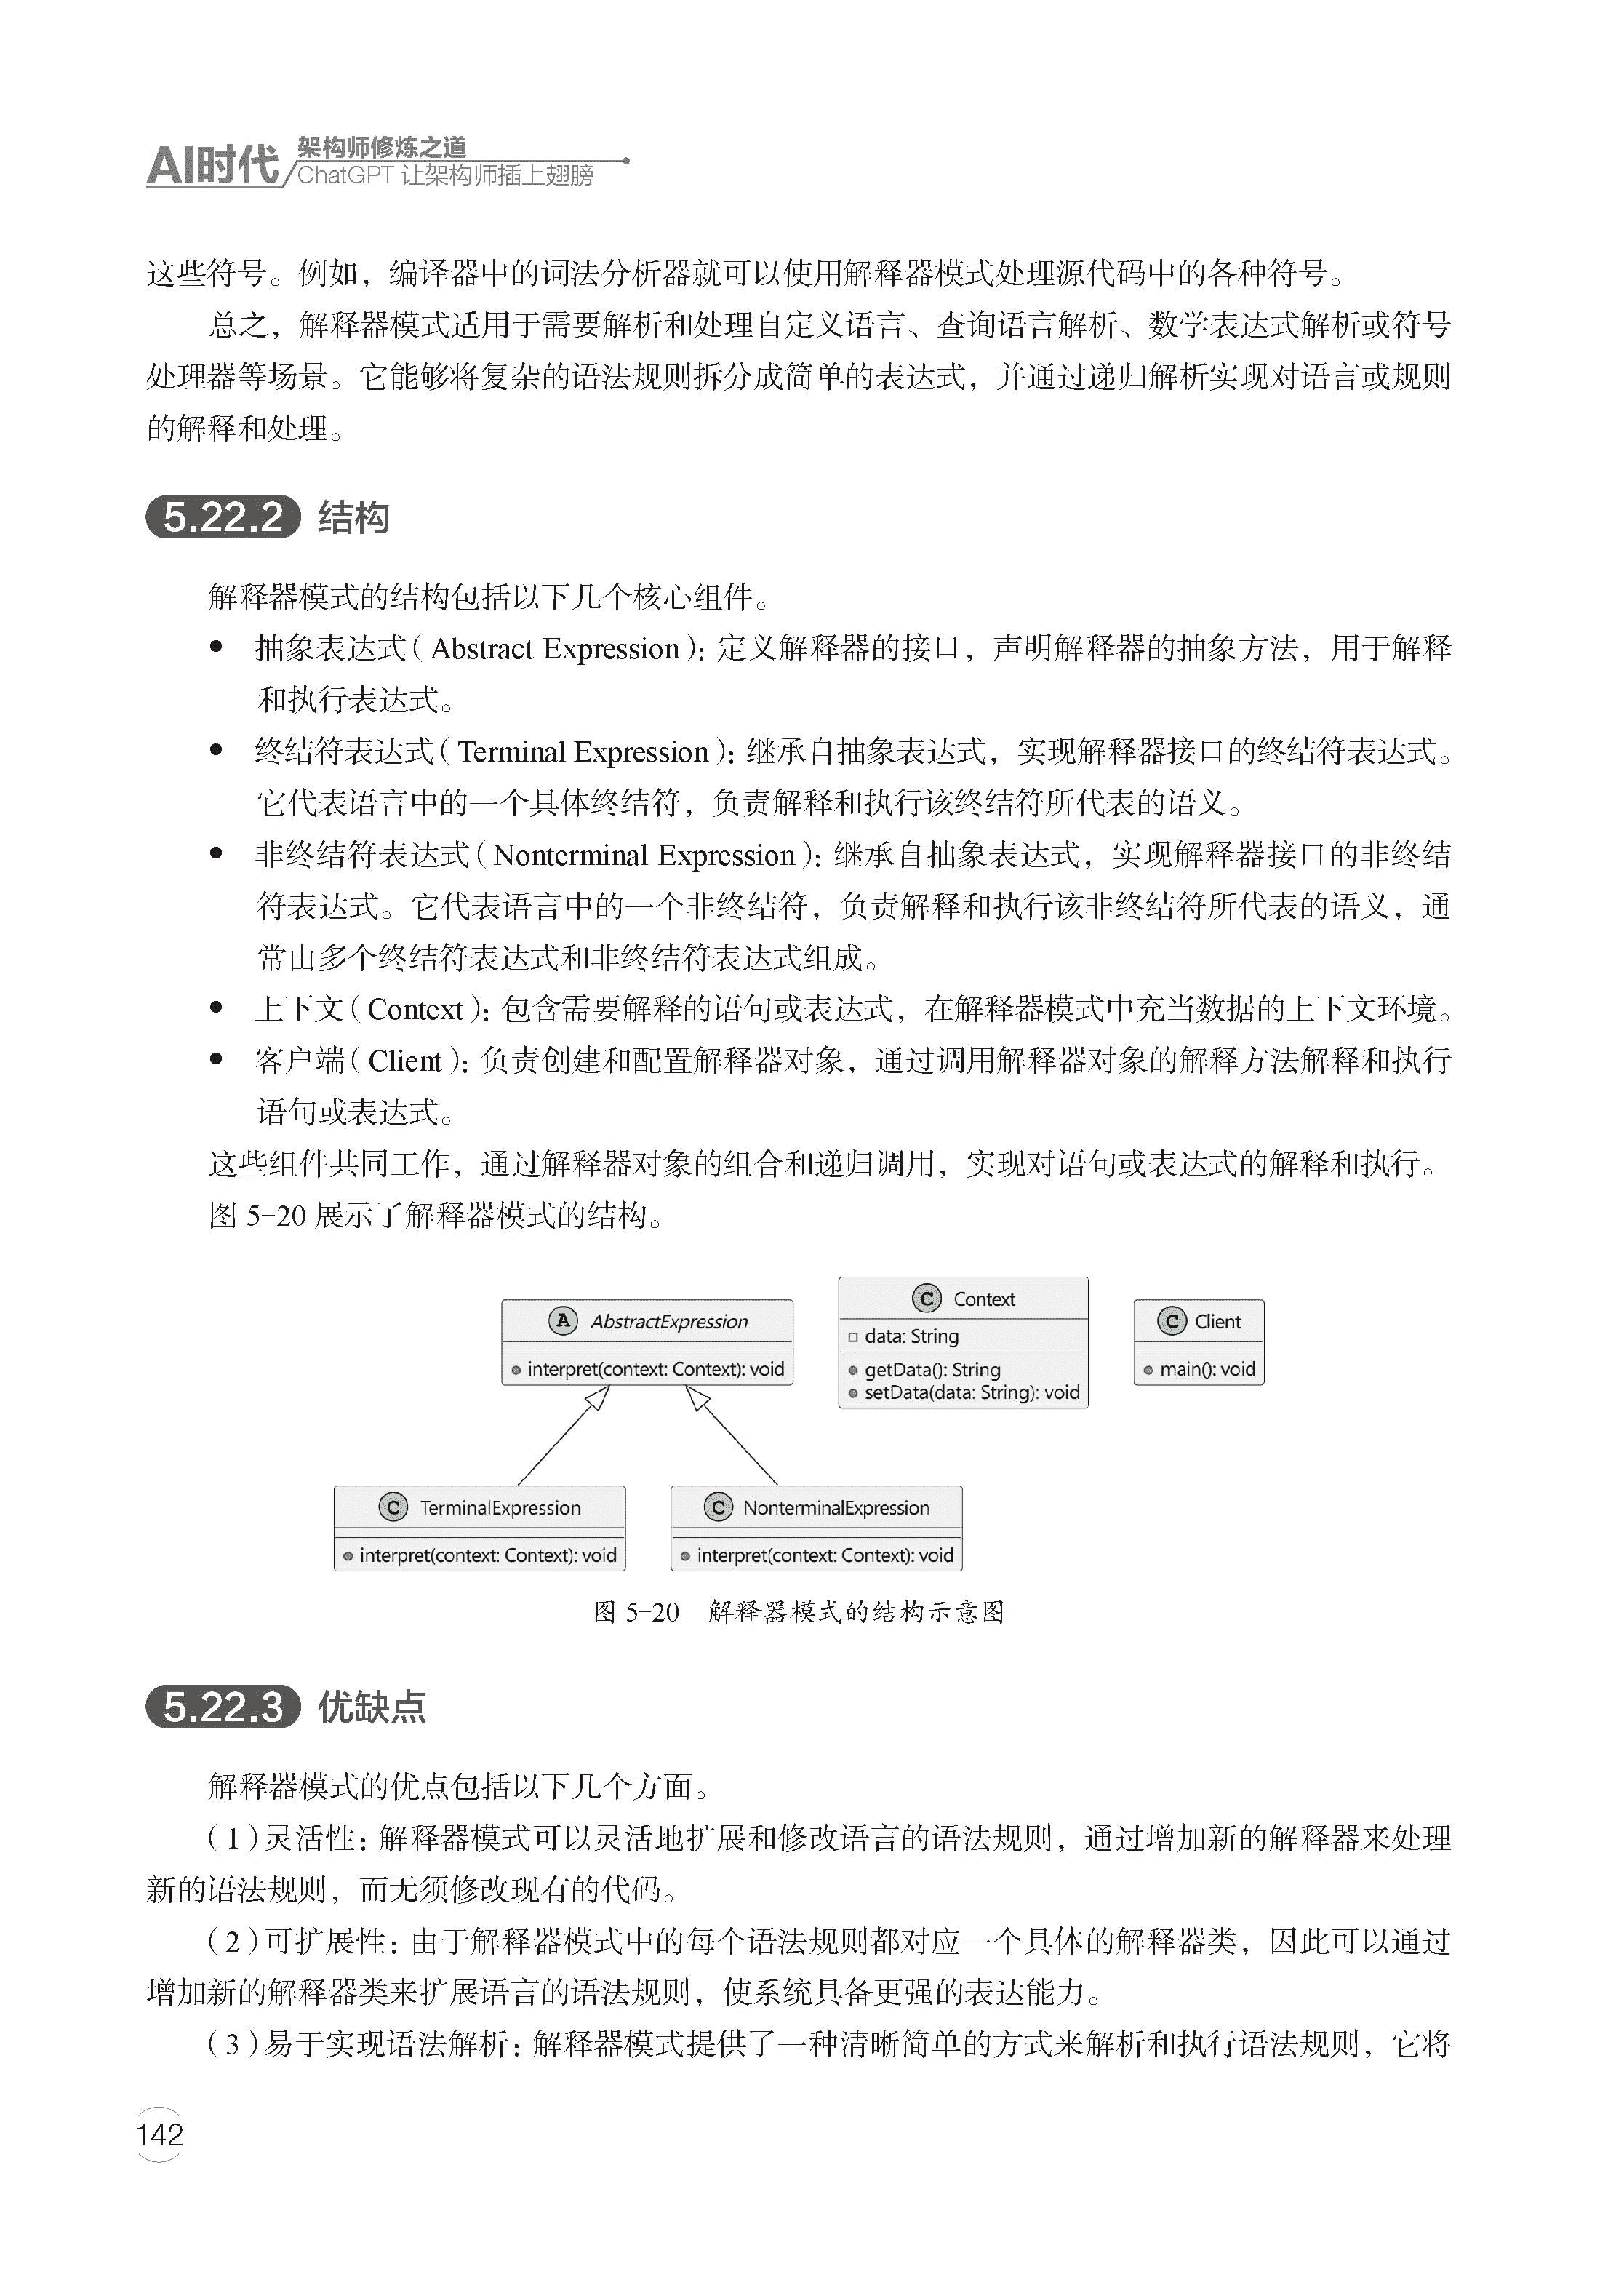 AI时代 架构师修炼之道
ChatGPT 让架构师插上翅膀
这些符号。例如，编译器中的词法分析器就可以使用解释器模式处理源代码中的各种符号。
总之，解释器模式适用于需要解析和处理自定义语言、查询语言解析、数学表达式解析或符号
处理器等场景。它能够将复杂的语法规则拆分成简单的表达式，并通过递归解析实现对语言或规则
的解释和处理。
5.22.2 结构
解释器模式的结构包括以下几个核心组件。
● 抽象表达式（Abstract Expression）：定义解释器的接口，声明解释器的抽象方法，用于解释
和执行表达式。
● 终结符表达式（Terminal Expression）：继承自抽象表达式，实现解释器接口的终结符表达式。
它代表语言中的一个具体终结符，负责解释和执行该终结符所代表的语义。
● 非终结符表达式（Nonterminal Expression）：继承自抽象表达式，实现解释器接口的非终结
符表达式。它代表语言中的一个非终结符，负责解释和执行该非终结符所代表的语义，通
常由多个终结符表达式和非终结符表达式组成。
● 上下文（Context）：包含需要解释的语句或表达式，在解释器模式中充当数据的上下文环境。
● 客户端（Client）：负责创建和配置解释器对象，通过调用解释器对象的解释方法解释和执行
语句或表达式。
这些组件共同工作，通过解释器对象的组合和递归调用，实现对语句或表达式的解释和执行。
图 5-20 展示了解释器模式的结构。
A AbstractExpression
interpret(context: Context): void
C Context
data: String
getData(): String
setData(data: String): void
C Client
main(): void
C TerminalExpression
interpret(context: Context): void
C NonterminalExpression
interpret(context: Context): void
图 5-20 解释器模式的结构示意图
5.22.3 优缺点
解释器模式的优点包括以下几个方面。
（1）灵活性：解释器模式可以灵活地扩展和修改语言的语法规则，通过增加新的解释器来处理
新的语法规则，而无须修改现有的代码。
（2）可扩展性：由于解释器模式中的每个语法规则都对应一个具体的解释器类，因此可以通过
增加新的解释器类来扩展语言的语法规则，使系统具备更强的表达能力。
（3）易于实现语法解析：解释器模式提供了一种清晰简单的方式来解析和执行语法规则，它将
142